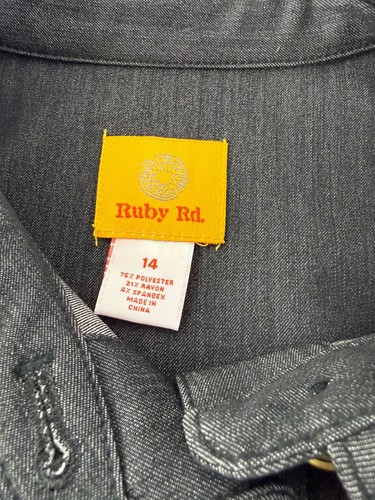 Ruby Rd.
14
75% POLYESTER
21% RAYON
4% SPANDEX
MADE IN
CHINA